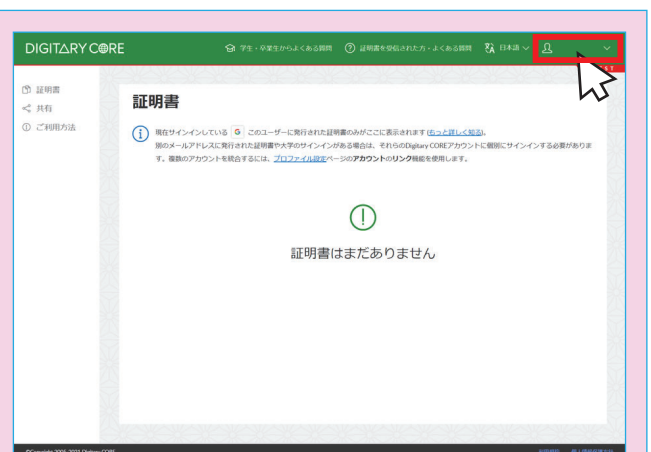 DIGITARY CORE
学生・卒業生からよくある質問
証明書を受信された方・よくある質問
日本語
証明書
共有
ご利用方法
証明書
現在サインインしている G このユーザーに発行された証明書のみがここに表示されます (もっと詳しく知る)。
別のメールアドレスに発行された証明書や大学のサインインがある場合は、それらのDigitary COREアカウントに個別にサインインする必要がありま
す。複数のアカウントを統合するには、プロファイル設定ページのアカウントのリンク機能を使用します。
証明書はまだありません
©Copyright 2005-2021 Digitary CORE